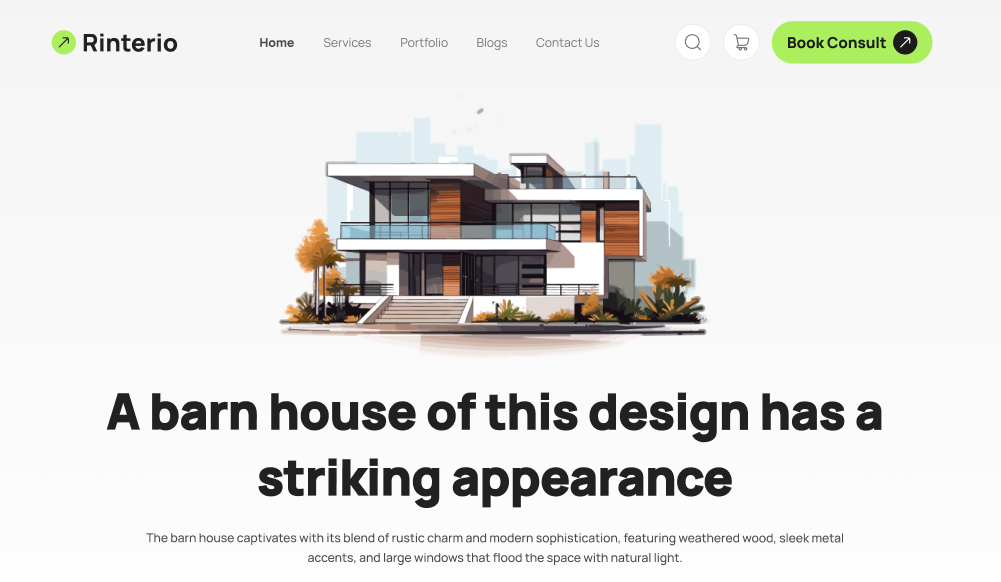 Rinterio
Home
Services
Portfolio
Blogs
Contact Us
Book Consult
A barn house of this design has a
striking appearance
The barn house captivates with its blend of rustic charm and modern sophistication, featuring weathered wood, sleek metal
accents, and large windows that flood the space with natural light.